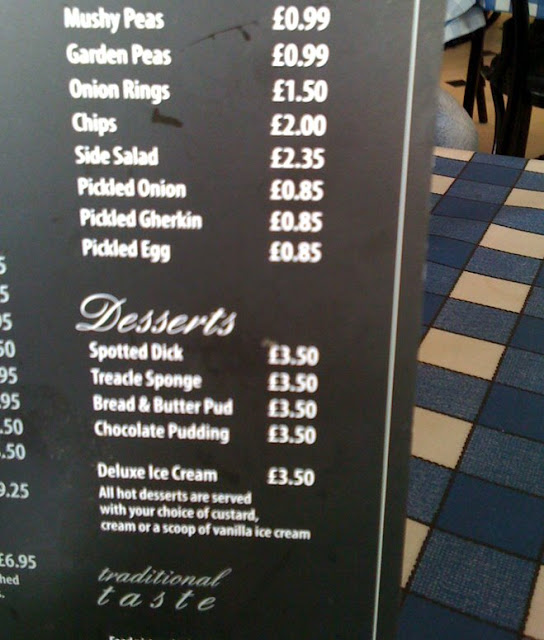 Mushy Peas £0.99
Garden Peas £0.99
Onion Rings £1.50
Chips £2.00
Side Salad £2.35
Pickled Onion £0.85
Pickled Gherkin £0.85
Pickled Egg £0.85
Desserts
Spotted Dick £3.50
Treacle Sponge £3.50
Bread & Butter Pud £3.50
Chocolate Pudding £3.50
Deluxe Ice Cream £3.50
All hot desserts are served
with your choice of custard,
cream or a scoop of vanilla ice cream
£6.95
traditional
taste